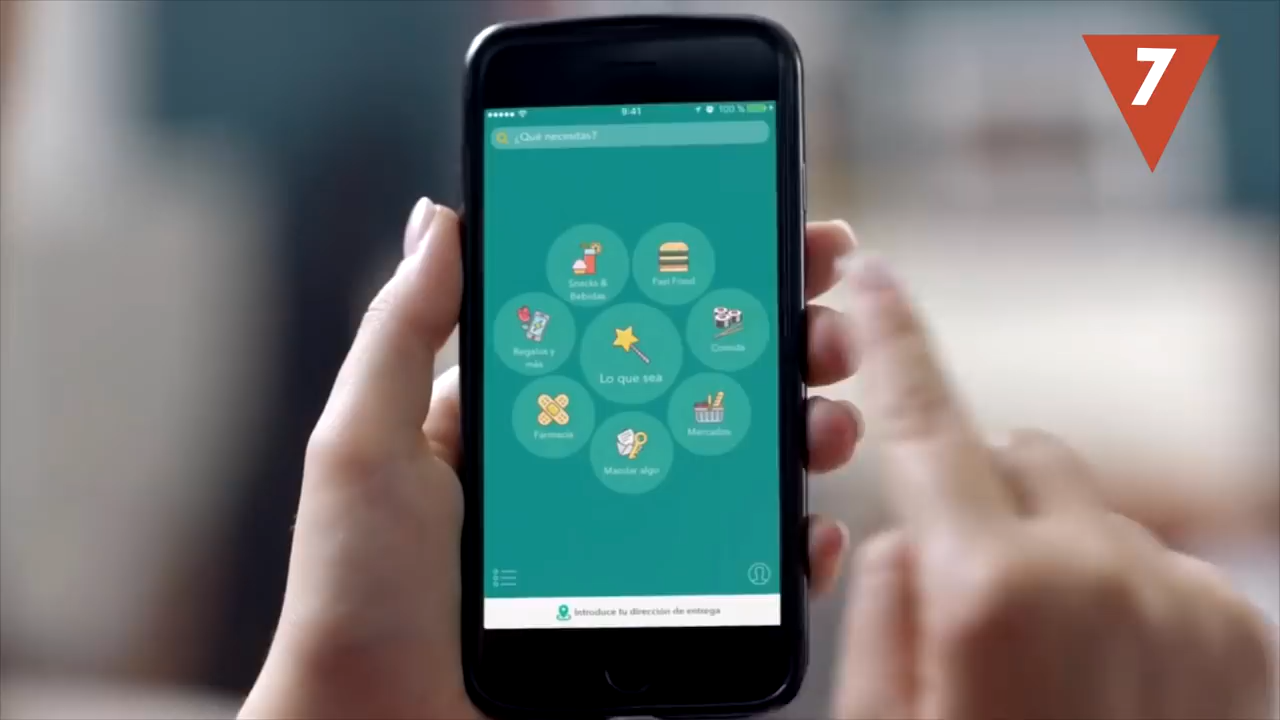 7
9:41
100 %
¿Qué necesitas?
Snacks &
Bebidas
Fast Food
Regalos y
más
Comida
Lo que sea
Farmacia
Mercados
Mandar algo
Introduce tu dirección de entrega